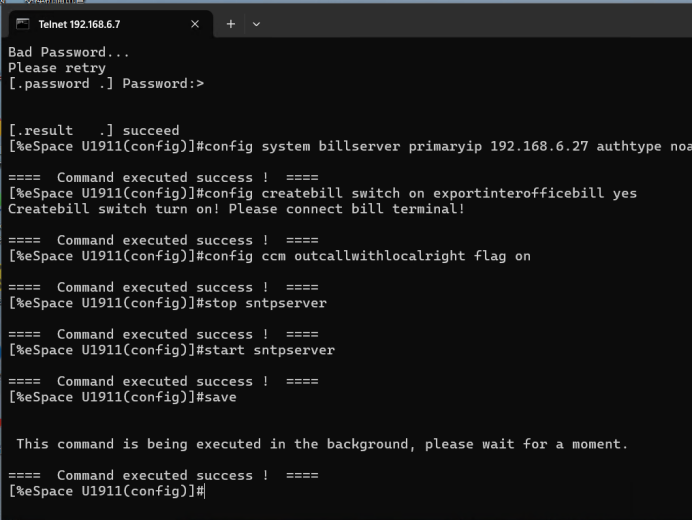 Telnet 192.168.6.7
Bad Password...
Please retry
[.password .] Password:>
[.result   .] succeed
[%eSpace U1911(config)]#config system billserver primaryip 192.168.6.27 authtype noa
====  Command executed success !  ====
[%eSpace U1911(config)]#config createbill switch on exportinterofficebill yes
Createbill switch turn on! Please connect bill terminal!
====  Command executed success !  ====
[%eSpace U1911(config)]#config ccm outcallwithlocalright flag on
====  Command executed success !  ====
[%eSpace U1911(config)]#stop sntpserver
====  Command executed success !  ====
[%eSpace U1911(config)]#start sntpserver
====  Command executed success !  ====
[%eSpace U1911(config)]#save
This command is being executed in the background, please wait for a moment.
====  Command executed success !  ====
[%eSpace U1911(config)]#